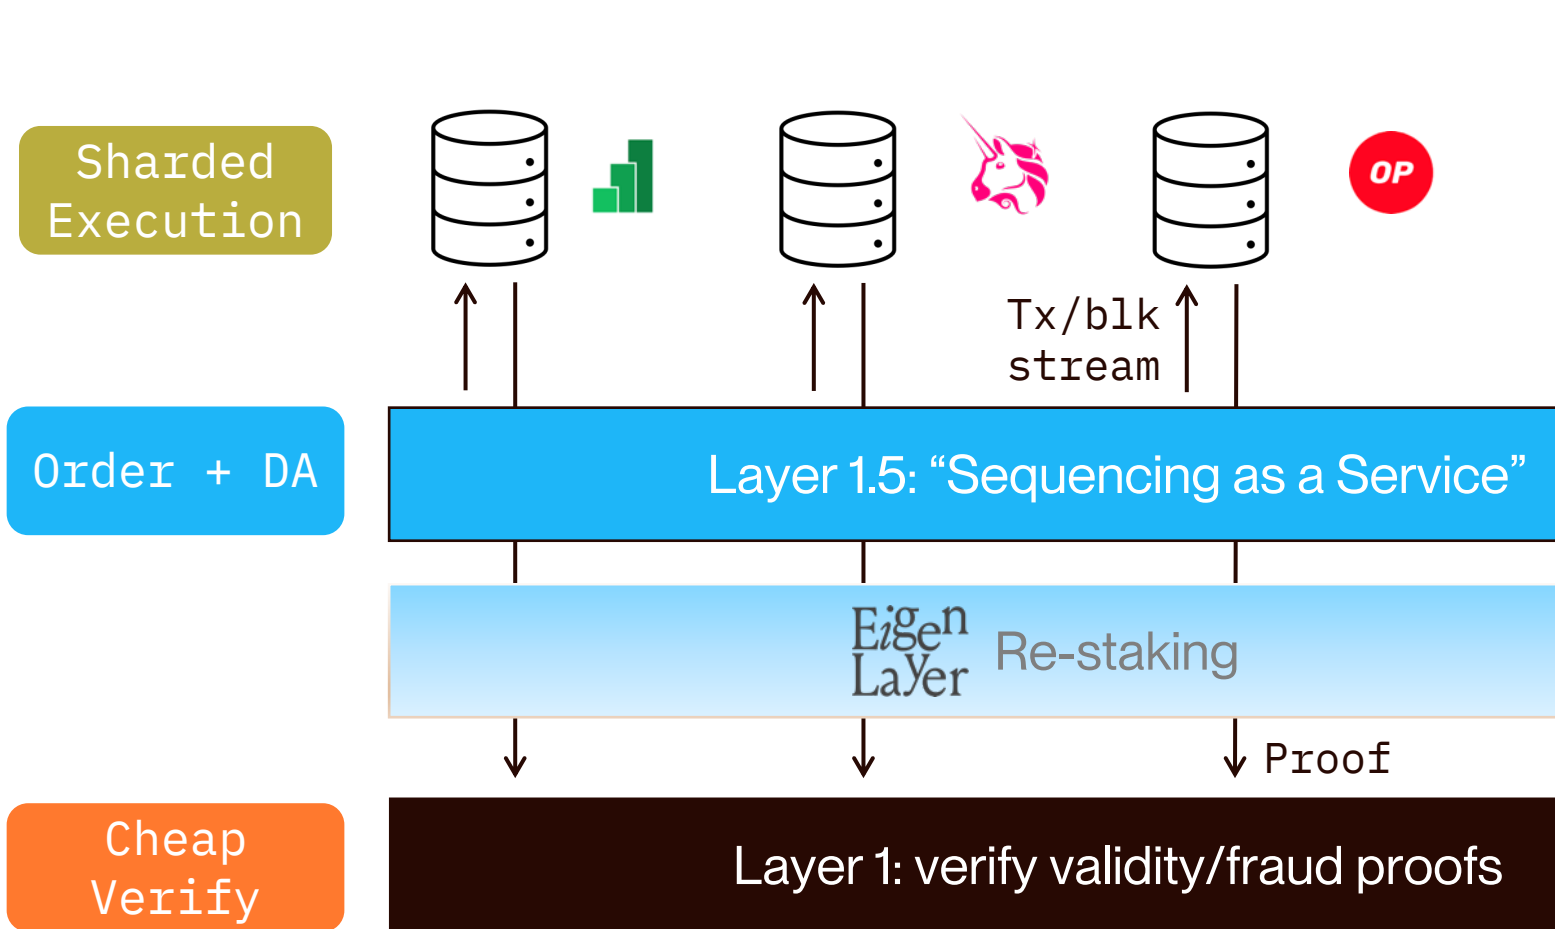 Sharded
Execution
OP
Tx/blk
stream
Order + DA
Layer 1.5: “Sequencing as a Service”
Eigen
Layer
Re-staking
Proof
Cheap
Verify
Layer 1: verify validity/fraud proofs